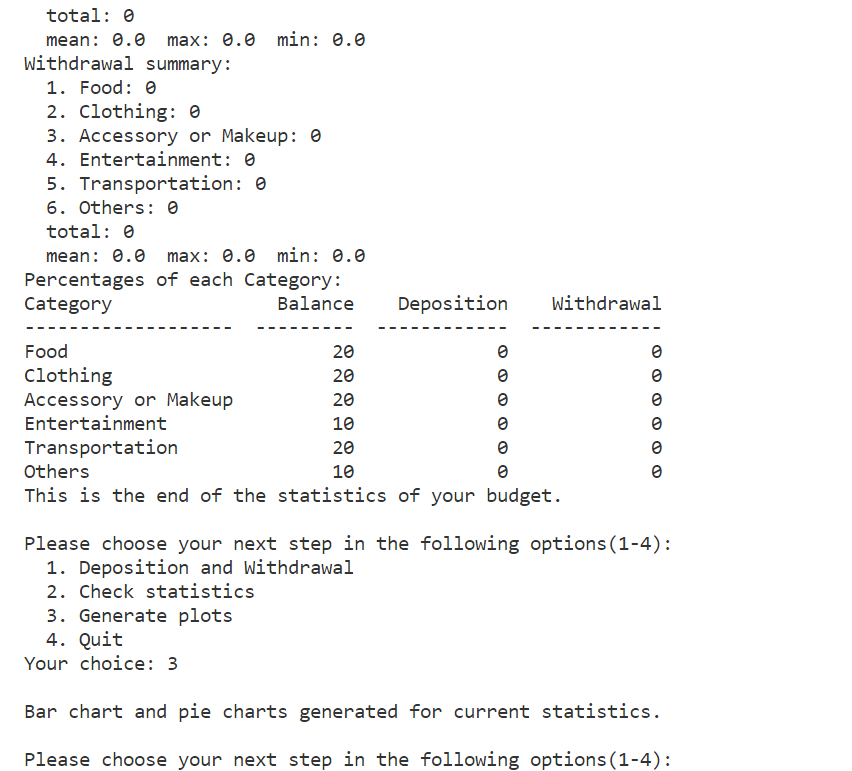 total: 0
  mean: 0.0  max: 0.0  min: 0.0
Withdrawal summary:
  1. Food: 0
  2. Clothing: 0
  3. Accessory or Makeup: 0
  4. Entertainment: 0
  5. Transportation: 0
  6. Others: 0
  total: 0
  mean: 0.0  max: 0.0  min: 0.0
Percentages of each Category:
Category               Balance    Deposition    Withdrawal
-------------------  ---------  ------------  ------------
Food                        20             0             0
Clothing                    20             0             0
Accessory or Makeup         20             0             0
Entertainment               10             0             0
Transportation              20             0             0
Others                      10             0             0
This is the end of the statistics of your budget.

Please choose your next step in the following options(1-4):
  1. Deposition and Withdrawal
  2. Check statistics
  3. Generate plots
  4. Quit
Your choice: 3

Bar chart and pie charts generated for current statistics.

Please choose your next step in the following options(1-4):